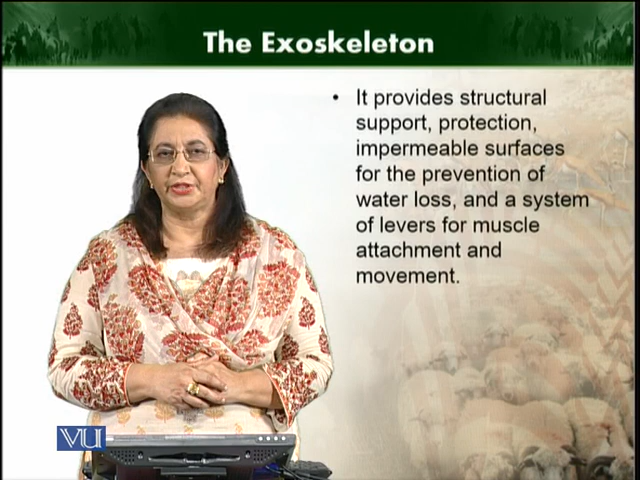 The Exoskeleton
• It provides structural
support, protection,
impermeable surfaces
for the prevention of
water loss, and a system
of levers for muscle
attachment and
movement.
VU